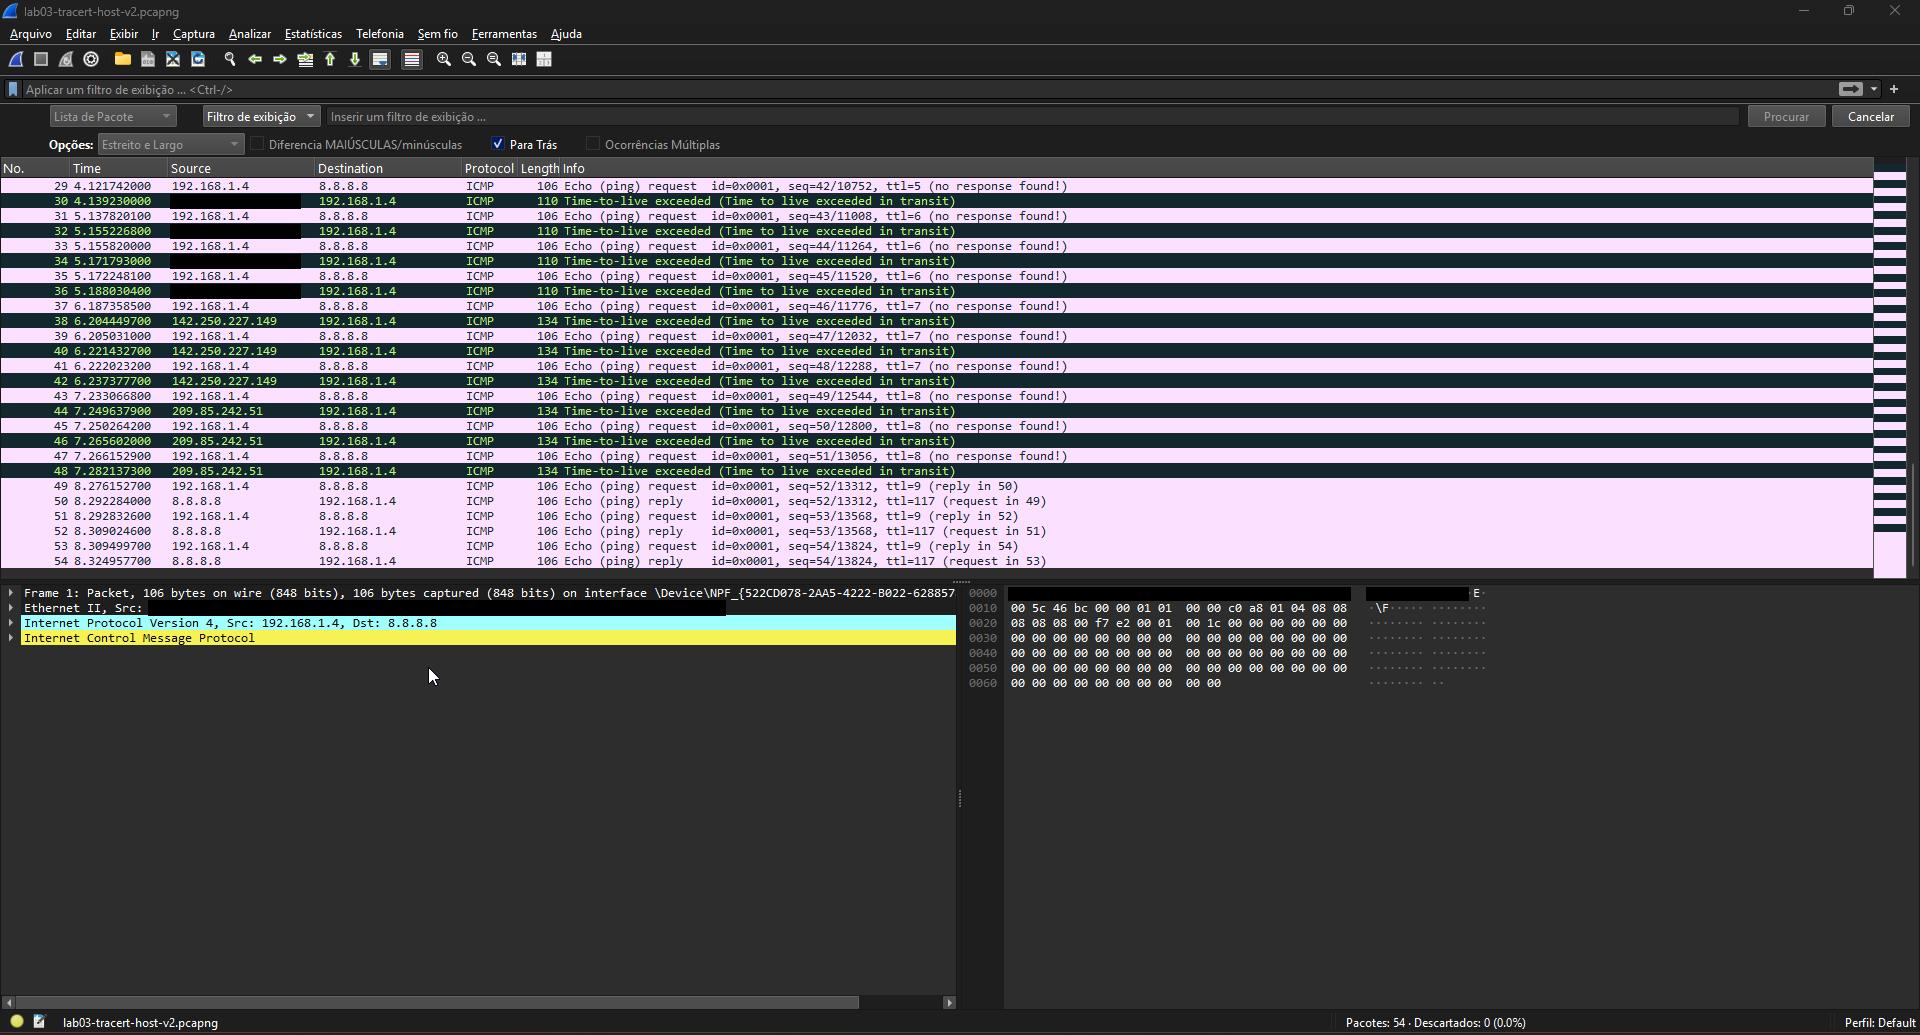 lab03-tracert-host-v2.pcapng
Arquivo Editar Exibir Ir Captura Analizar Estatísticas Telefonia Sem fio Ferramentas Ajuda
Aplicar um filtro de exibição ... <Ctrl-/>
Lista de Pacote Filtro de exibição Inserir um filtro de exibição ... Procurar Cancelar
Opções: Estreito e Largo Diferencia MAIÚSCULAS/minúsculas Para Trás Ocorrências Múltiplas
No. Time Source Destination Protocol Length Info
29 4.121742000 192.168.1.4 8.8.8.8 ICMP 106 Echo (ping) request id=0x0001, seq=42/10752, ttl=5 (no response found!)
30 4.139230000 192.168.1.4 ICMP 110 Time-to-live exceeded (Time to live exceeded in transit)
31 5.137820100 192.168.1.4 8.8.8.8 ICMP 106 Echo (ping) request id=0x0001, seq=43/11008, ttl=6 (no response found!)
32 5.155226800 192.168.1.4 ICMP 110 Time-to-live exceeded (Time to live exceeded in transit)
33 5.155820000 192.168.1.4 8.8.8.8 ICMP 106 Echo (ping) request id=0x0001, seq=44/11264, ttl=6 (no response found!)
34 5.171793000 192.168.1.4 ICMP 110 Time-to-live exceeded (Time to live exceeded in transit)
35 5.172248100 192.168.1.4 8.8.8.8 ICMP 106 Echo (ping) request id=0x0001, seq=45/11520, ttl=6 (no response found!)
36 5.188030400 192.168.1.4 ICMP 110 Time-to-live exceeded (Time to live exceeded in transit)
37 6.187358500 192.168.1.4 8.8.8.8 ICMP 106 Echo (ping) request id=0x0001, seq=46/11776, ttl=7 (no response found!)
38 6.204449700 142.250.227.149 192.168.1.4 ICMP 134 Time-to-live exceeded (Time to live exceeded in transit)
39 6.205031000 192.168.1.4 8.8.8.8 ICMP 106 Echo (ping) request id=0x0001, seq=47/12032, ttl=7 (no response found!)
40 6.221432700 142.250.227.149 192.168.1.4 ICMP 134 Time-to-live exceeded (Time to live exceeded in transit)
41 6.222023200 192.168.1.4 8.8.8.8 ICMP 106 Echo (ping) request id=0x0001, seq=48/12288, ttl=7 (no response found!)
42 6.237377700 142.250.227.149 192.168.1.4 ICMP 134 Time-to-live exceeded (Time to live exceeded in transit)
43 7.233066800 192.168.1.4 8.8.8.8 ICMP 106 Echo (ping) request id=0x0001, seq=49/12544, ttl=8 (no response found!)
44 7.249637900 209.85.242.51 192.168.1.4 ICMP 134 Time-to-live exceeded (Time to live exceeded in transit)
45 7.250264200 192.168.1.4 8.8.8.8 ICMP 106 Echo (ping) request id=0x0001, seq=50/12800, ttl=8 (no response found!)
46 7.265602000 209.85.242.51 192.168.1.4 ICMP 134 Time-to-live exceeded (Time to live exceeded in transit)
47 7.266152900 192.168.1.4 8.8.8.8 ICMP 106 Echo (ping) request id=0x0001, seq=51/13056, ttl=8 (no response found!)
48 7.282137300 209.85.242.51 192.168.1.4 ICMP 134 Time-to-live exceeded (Time to live exceeded in transit)
49 8.276152700 192.168.1.4 8.8.8.8 ICMP 106 Echo (ping) request id=0x0001, seq=52/13312, ttl=9 (reply in 50)
50 8.292284000 8.8.8.8 192.168.1.4 ICMP 106 Echo (ping) reply id=0x0001, seq=52/13312, ttl=117 (request in 49)
51 8.292832600 192.168.1.4 8.8.8.8 ICMP 106 Echo (ping) request id=0x0001, seq=53/13568, ttl=9 (reply in 52)
52 8.309024600 8.8.8.8 192.168.1.4 ICMP 106 Echo (ping) reply id=0x0001, seq=53/13568, ttl=117 (request in 51)
53 8.309499700 192.168.1.4 8.8.8.8 ICMP 106 Echo (ping) request id=0x0001, seq=54/13824, ttl=9 (reply in 54)
54 8.324957700 8.8.8.8 192.168.1.4 ICMP 106 Echo (ping) reply id=0x0001, seq=54/13824, ttl=117 (request in 53)
Frame 1: Packet, 106 bytes on wire (848 bits), 106 bytes captured (848 bits) on interface \Device\NPF_{522CD078-2AA5-4222-B022-628857
Ethernet II, Src:
Internet Protocol Version 4, Src: 192.168.1.4, Dst: 8.8.8.8
Internet Control Message Protocol
0000 E·
0010 00 5c 46 bc 00 00 01 01 00 00 c0 a8 01 04 08 08 ·\F····· ········
0020 08 08 08 00 f7 e2 00 01 00 1c 00 00 00 00 00 00 ········ ········
0030 00 00 00 00 00 00 00 00 00 00 00 00 00 00 00 00 ········ ········
0040 00 00 00 00 00 00 00 00 00 00 00 00 00 00 00 00 ········ ········
0050 00 00 00 00 00 00 00 00 00 00 00 00 00 00 00 00 ········ ········
0060 00 00 00 00 00 00 00 00 00 00 ········ ··
lab03-tracert-host-v2.pcapng Pacotes: 54 · Descartados: 0 (0.0%) Perfil: Default